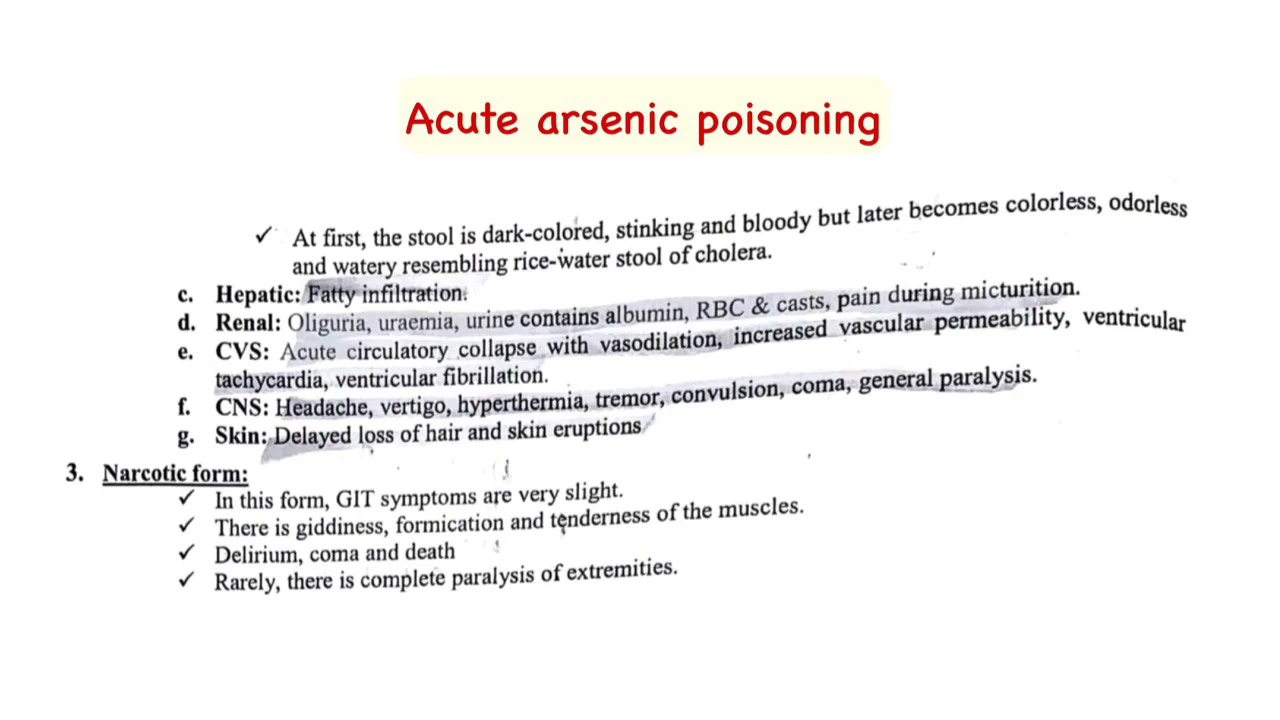 Acute arsenic poisoning
✓ At first, the stool is dark-colored, stinking and bloody but later becomes colorless, odorless
and watery resembling rice-water stool of cholera.
c. Hepatic: Fatty infiltration.
d. Renal: Oliguria, uraemia, urine contains albumin, RBC & casts, pain during micturition.
e. CVS: Acute circulatory collapse with vasodilation, increased vascular permeability, ventricular
tachycardia, ventricular fibrillation.
f. CNS: Headache, vertigo, hyperthermia, tremor, convulsion, coma, general paralysis.
g. Skin: Delayed loss of hair and skin eruptions
3. Narcotic form:
✓ In this form, GIT symptoms are very slight.
✓ There is giddiness, formication and tenderness of the muscles.
✓ Delirium, coma and death
✓ Rarely, there is complete paralysis of extremities.